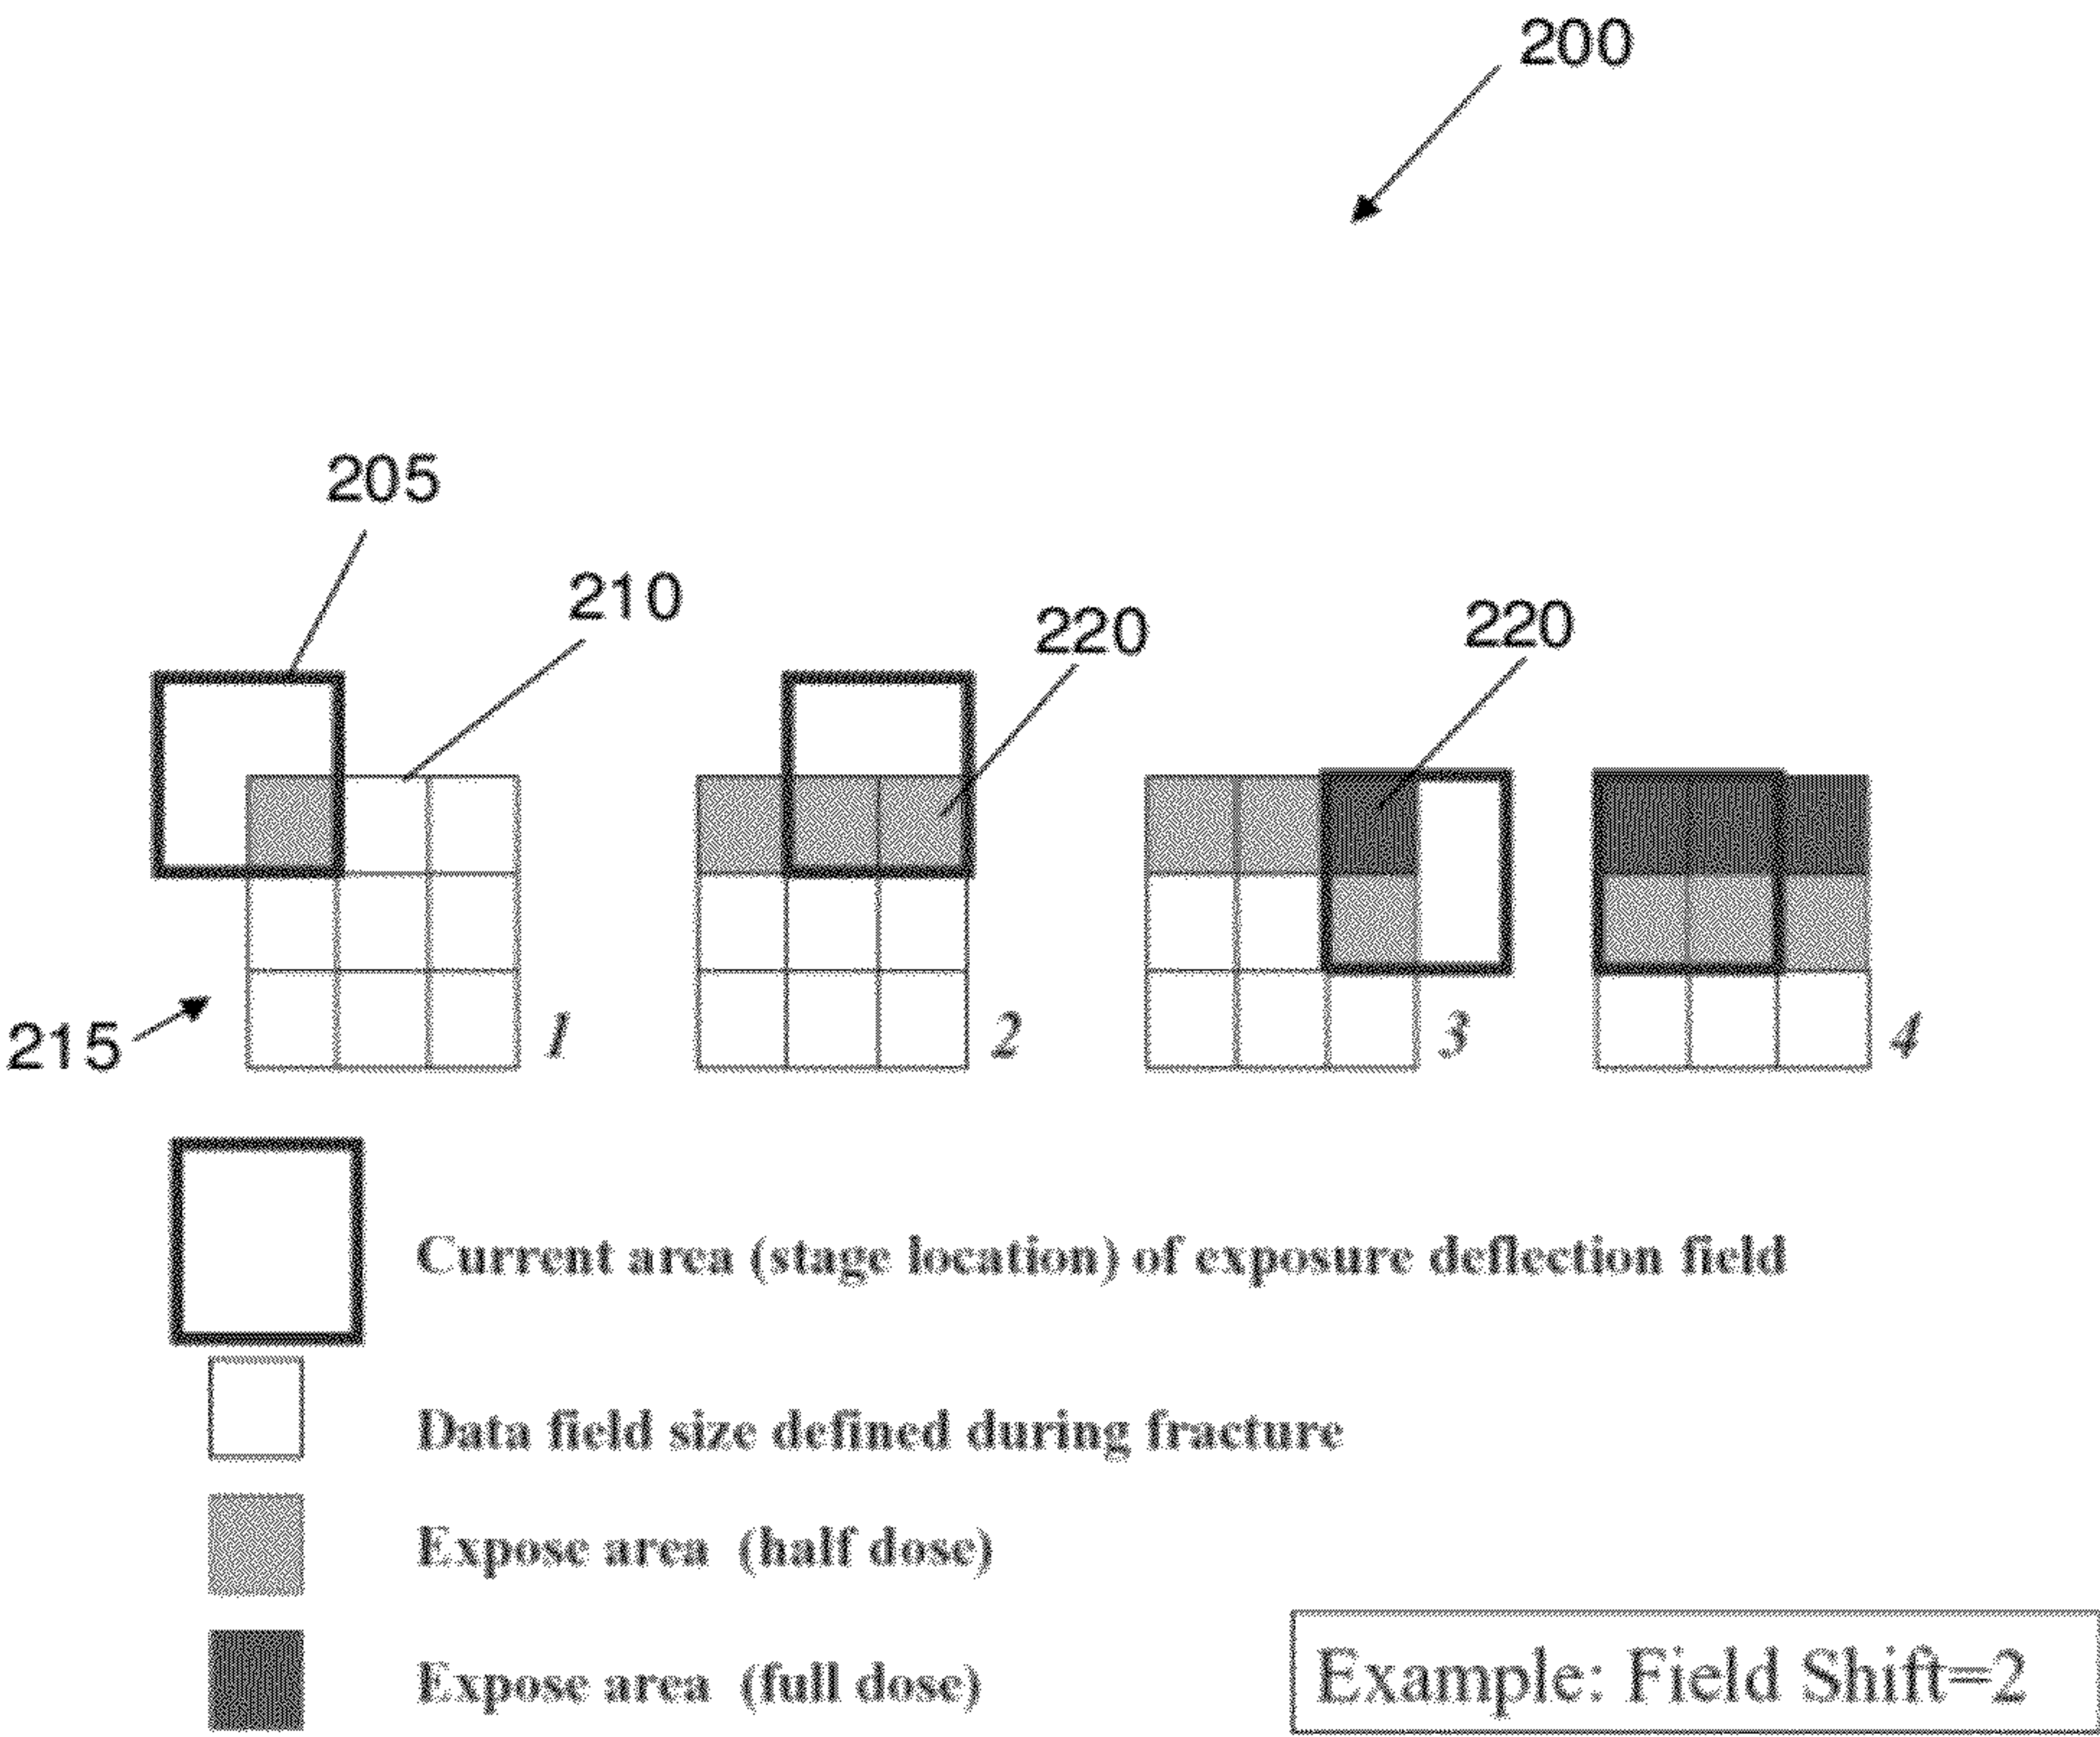 200
205
210
220
220
215
1
2
3
4
Current area (stage location) of exposure deflection field
Data field size defined during fracture
Expose area (half dose)
Expose area (full dose)
Example: Field Shift=2